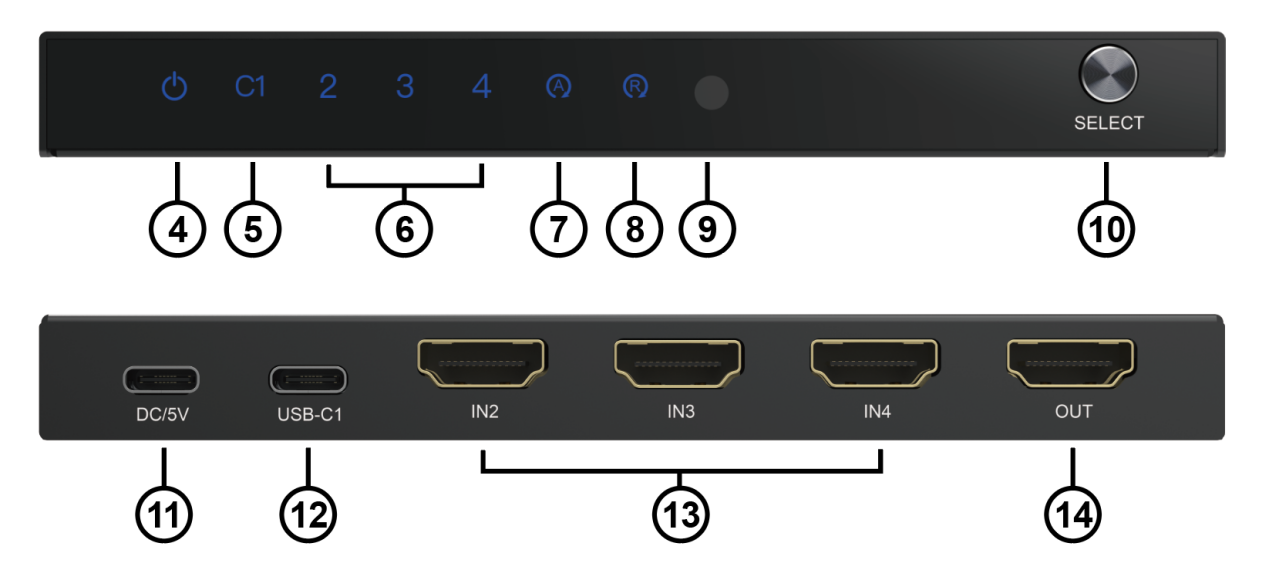 C1 2 3 4 A R
SELECT
4 5 6 7 8 9 10
DC/5V USB-C1 IN2 IN3 IN4 OUT
11 12 13 14